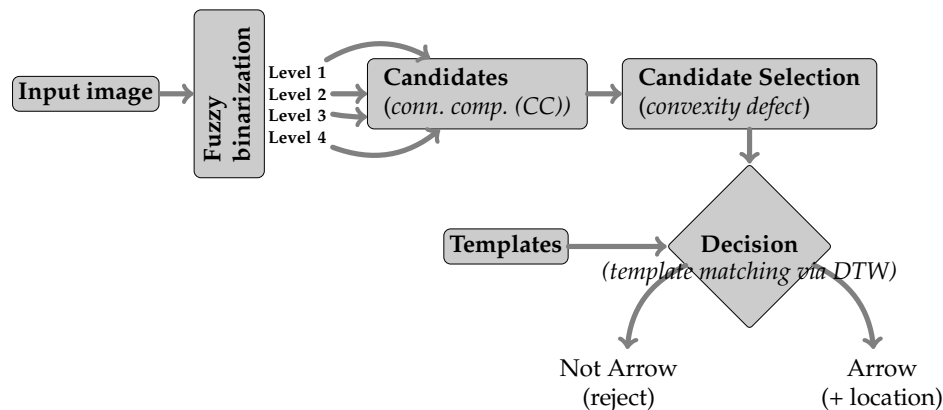 Input image
Fuzzy
binarization
Level 1
Level 2
Level 3
Level 4
Candidates
(conn. comp. (CC))
Candidate Selection
(convexity defect)
Templates
Decision
(template matching via DTW)
Not Arrow
(reject)
Arrow
(+ location)